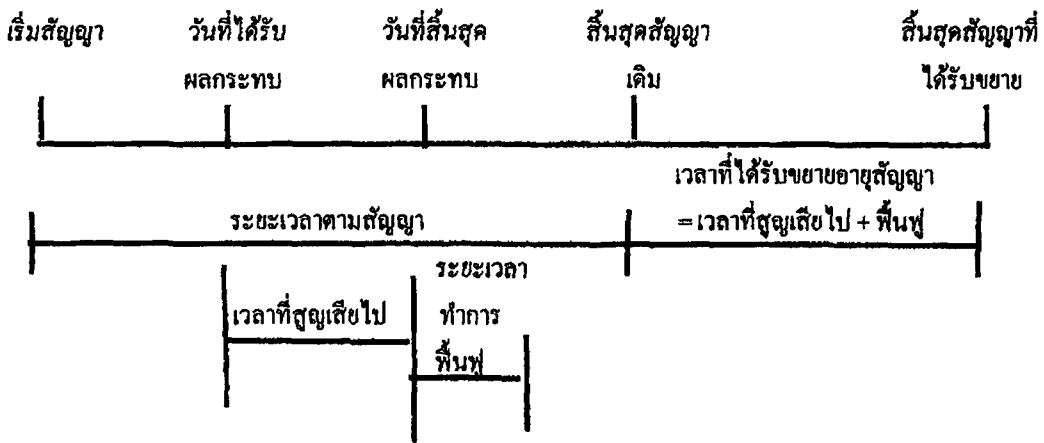 เริ่มสัญญา วันที่ได้รับ วันที่สิ้นสุด สิ้นสุดสัญญา สิ้นสุดสัญญาที่
ผลกระทบ ผลกระทบ เดิม ได้รับขยาย
เวลาที่ได้รับขยายอายุสัญญา
ระยะเวลาตามสัญญา =เวลาที่สูญเสียไป + ฟื้นฟู
ระยะเวลา
เวลาที่สูญเสียไป ทำการ
ฟื้นฟู